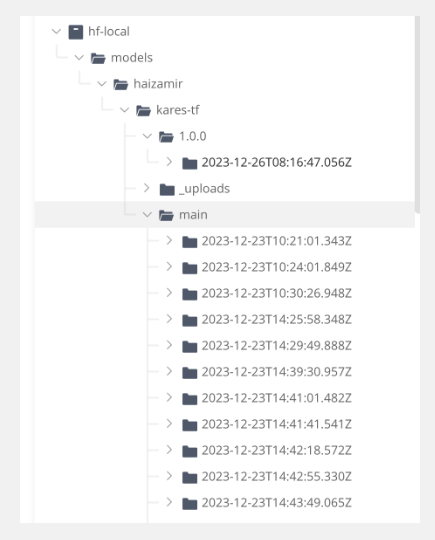 hf-local
models
haizamir
kares-tf
1.0.0
2023-12-26T08:16:47.056Z
_uploads
main
2023-12-23T10:21:01.343Z
2023-12-23T10:24:01.849Z
2023-12-23T10:30:26.948Z
2023-12-23T14:25:58.348Z
2023-12-23T14:29:49.888Z
2023-12-23T14:39:30.957Z
2023-12-23T14:41:01.482Z
2023-12-23T14:41:41.541Z
2023-12-23T14:42:18.572Z
2023-12-23T14:42:55.330Z
2023-12-23T14:43:49.065Z